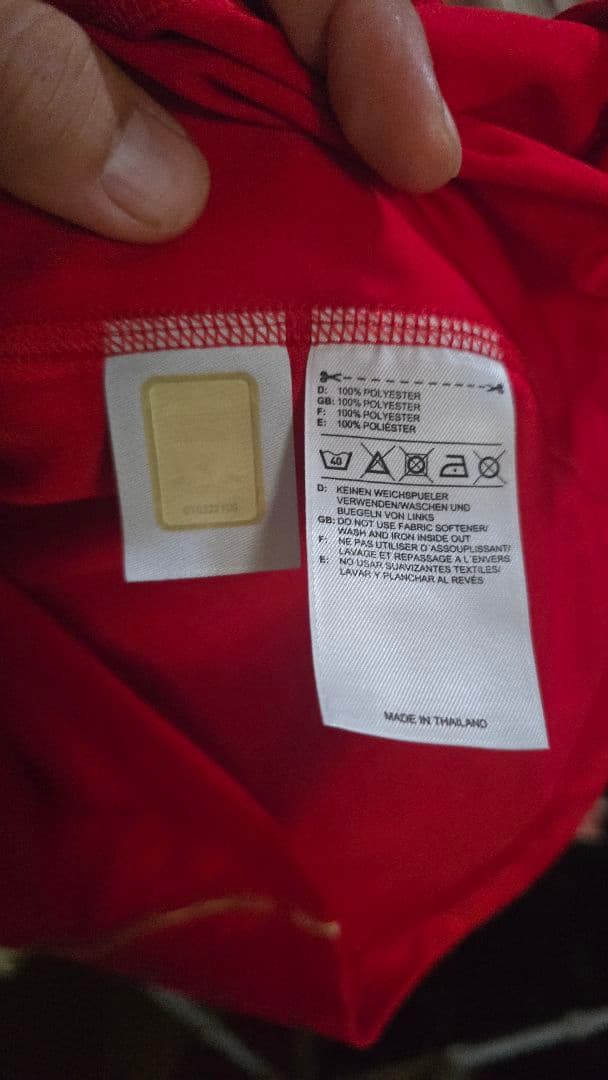 D: 100% POLYESTER
GB: 100% POLYESTER
F: 100% POLYESTER
E: 100% POLIÉSTER
40
D: KEINEN WEICHSPUELER
VERWENDEN/WASCHEN UND
BUEGELN VON LINKS
GB: DO NOT USE FABRIC SOFTENER/
WASH AND IRON INSIDE OUT
F: NE PAS UTILISER D'ASSOUPLISSANT/
LAVAGE ET REPASSAGE A L'ENVERS
E: NO USAR SUAVIZANTES TEXTILES/
LAVAR Y PLANCHAR AL REVÉS
MADE IN THAILAND